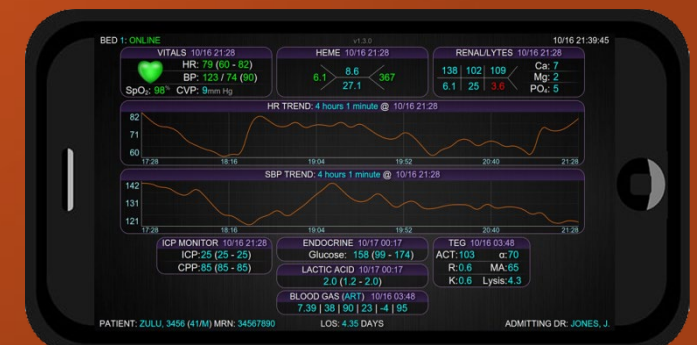 BED 1: ONLINE v1.3.0 10/16 21:39:45
VITALS 10/16 21:28
HR: 79 (60 - 82)
BP: 123 / 74 (90)
SpO₂: 98% CVP: 9mm Hg
HEME 10/16 21:28
8.6
6.1 367
27.1
RENAL/LYTES 10/16 21:28
138 102 109
6.1 25 3.6
Ca: 7
Mg: 2
PO₄: 5
HR TREND: 4 hours 1 minute @ 10/16 21:28
82
71
60
17:28 18:16 19:04 19:52 20:40 21:28
SBP TREND: 4 hours 1 minute @ 10/16 21:28
142
131
121
17:28 18:16 19:04 19:52 20:40 21:28
ICP MONITOR 10/16 21:28
ICP:25 (25 - 25)
CPP:85 (85 - 85)
ENDOCRINE 10/17 00:17
Glucose: 158 (99 - 174)
LACTIC ACID 10/17 00:17
2.0 (1.2 - 2.0)
BLOOD GAS (ART) 10/16 03:48
7.39 | 38 | 90 | 23 | -4 | 95
TEG 10/16 03:48
ACT:103 α:70
R:0.6 MA:65
K:0.6 Lysis:4.3
PATIENT: ZULU, 3456 (41/M) MRN: 34567890 LOS: 4.35 DAYS ADMITTING DR: JONES, J.